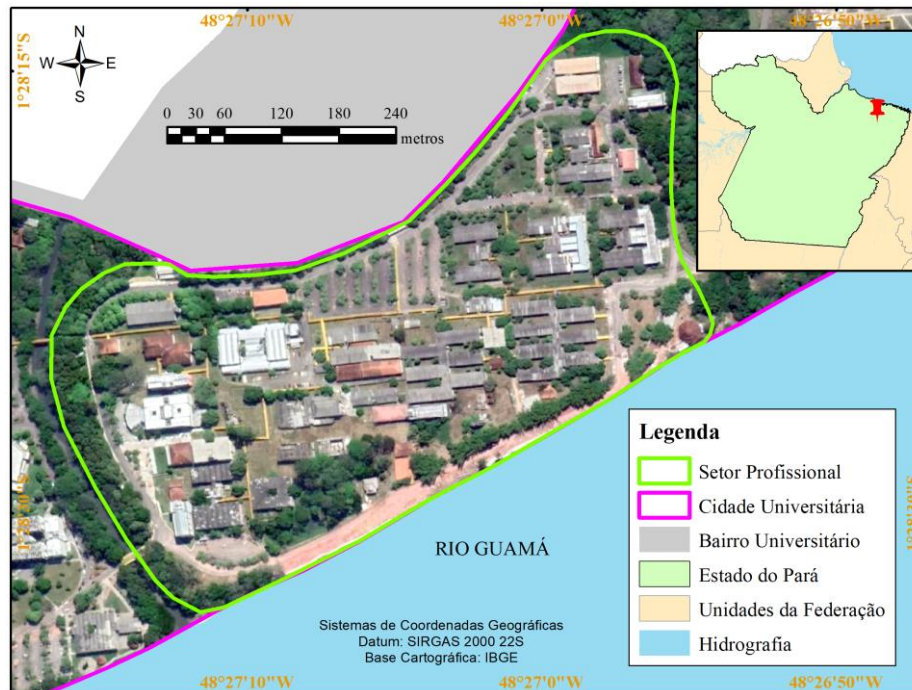 48°27'10"W
48°27'0"W
48°26'50"W
1°28'15"S
N
W E
S
0 30 60 120 180 240
metros
Legenda
Setor Profissional
Cidade Universitária
Bairro Universitário
Estado do Pará
Unidades da Federação
Hidrografia
RIO GUAMÁ
Sistemas de Coordenadas Geográficas
Datum: SIRGAS 2000 22S
Base Cartográfica: IBGE
48°27'10"W
48°27'0"W
48°26'50"W